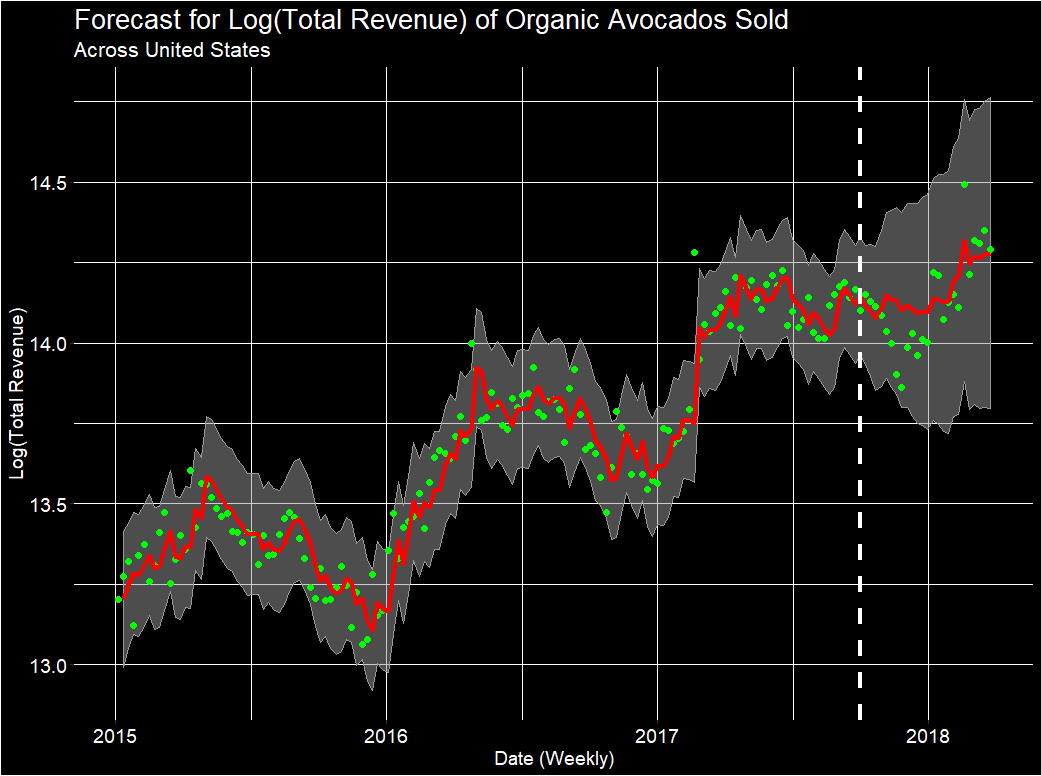 Forecast for Log(Total Revenue) of Organic Avocados Sold
Across United States
Log(Total Revenue)
14.5
14.0
13.5
13.0
2015 2016 2017 2018
Date (Weekly)